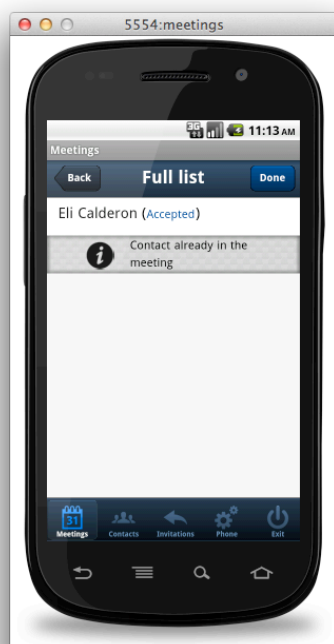 5554:meetings
3G
11:13 AM
Meetings
Back
Full list
Done
Eli Calderon (Accepted)
i
Contact already in the
meeting
31
Meetings
Contacts
Invitations
Phone
Exit